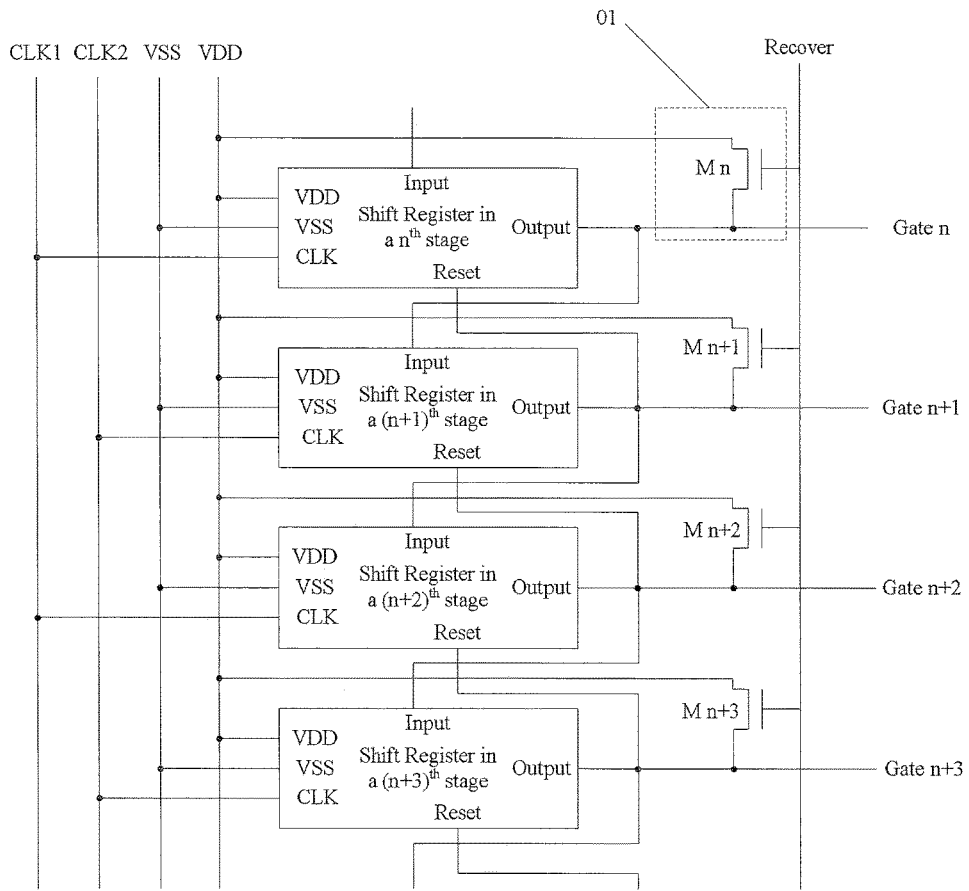 01
CLK1 CLK2 VSS VDD
Recover
Input
VDD
Shift Register in
a n^th stage
VSS
CLK
Output
Reset
M n
Gate n
Input
VDD
Shift Register in
a (n+1)^th stage
VSS
CLK
Output
Reset
M n+1
Gate n+1
Input
VDD
Shift Register in
a (n+2)^th stage
VSS
CLK
Output
Reset
M n+2
Gate n+2
Input
VDD
Shift Register in
a (n+3)^th stage
VSS
CLK
Output
Reset
M n+3
Gate n+3